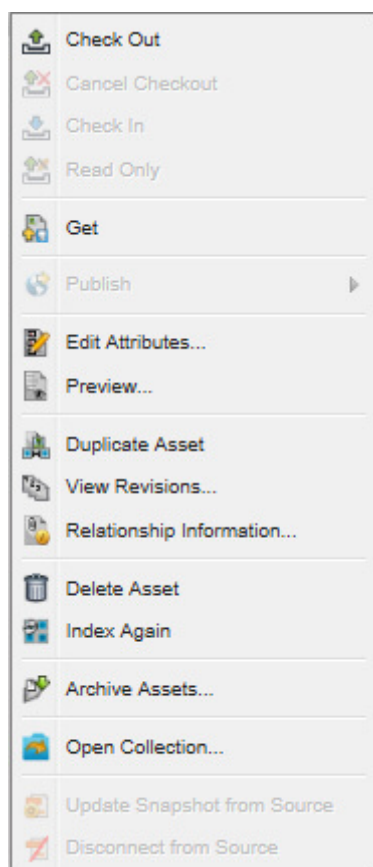 Check Out
Cancel Checkout
Check In
Read Only
Get
Publish
Edit Attributes...
Preview...
Duplicate Asset
View Revisions...
Relationship Information...
Delete Asset
Index Again
Archive Assets...
Open Collection...
Update Snapshot from Source
Disconnect from Source